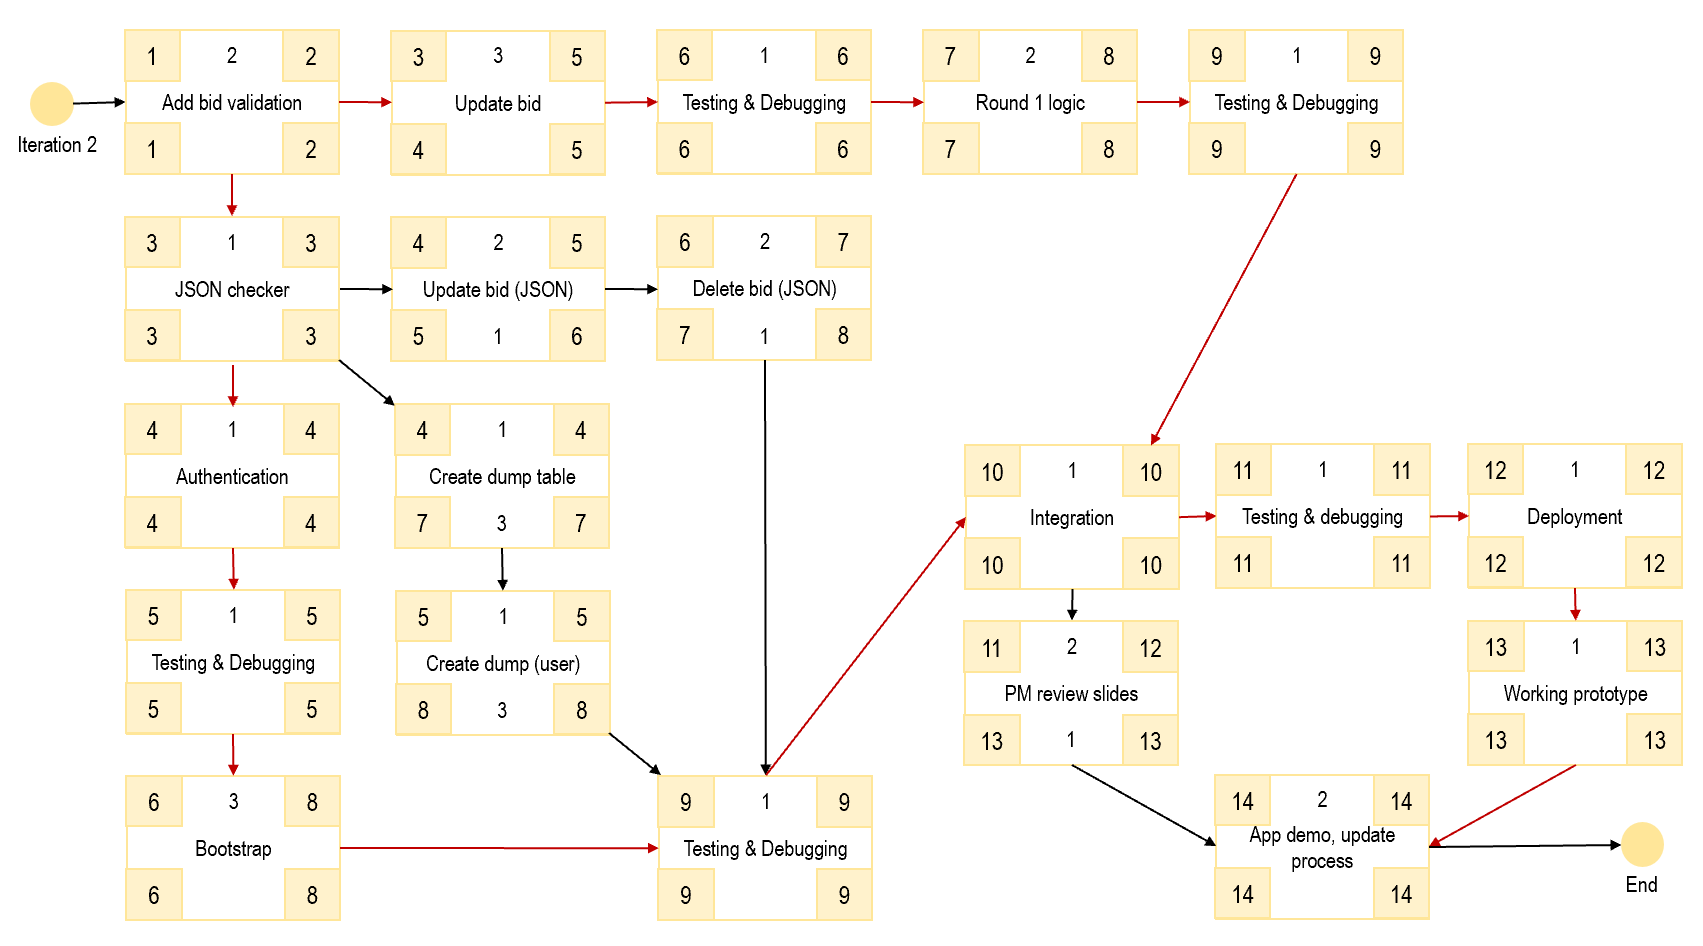 Iteration 2
1 2 2
Add bid validation
1 2
3 3 5
Update bid
4 5
6 1 6
Testing & Debugging
6 6
7 2 8
Round 1 logic
7 8
9 1 9
Testing & Debugging
9 9
3 1 3
JSON checker
3 3
4 2 5
Update bid (JSON)
5 1 6
6 2 7
Delete bid (JSON)
7 1 8
4 1 4
Authentication
4 4
4 1 4
Create dump table
7 3 7
10 1 10
Integration
10 10
11 1 11
Testing & debugging
11 11
12 1 12
Deployment
12 12
5 1 5
Testing & Debugging
5 5
5 1 5
Create dump (user)
8 3 8
11 2 12
PM review slides
13 1 13
13 1 13
Working prototype
13 13
6 3 8
Bootstrap
6 8
9 1 9
Testing & Debugging
9 9
14 2 14
App demo, update
process
14 14
End